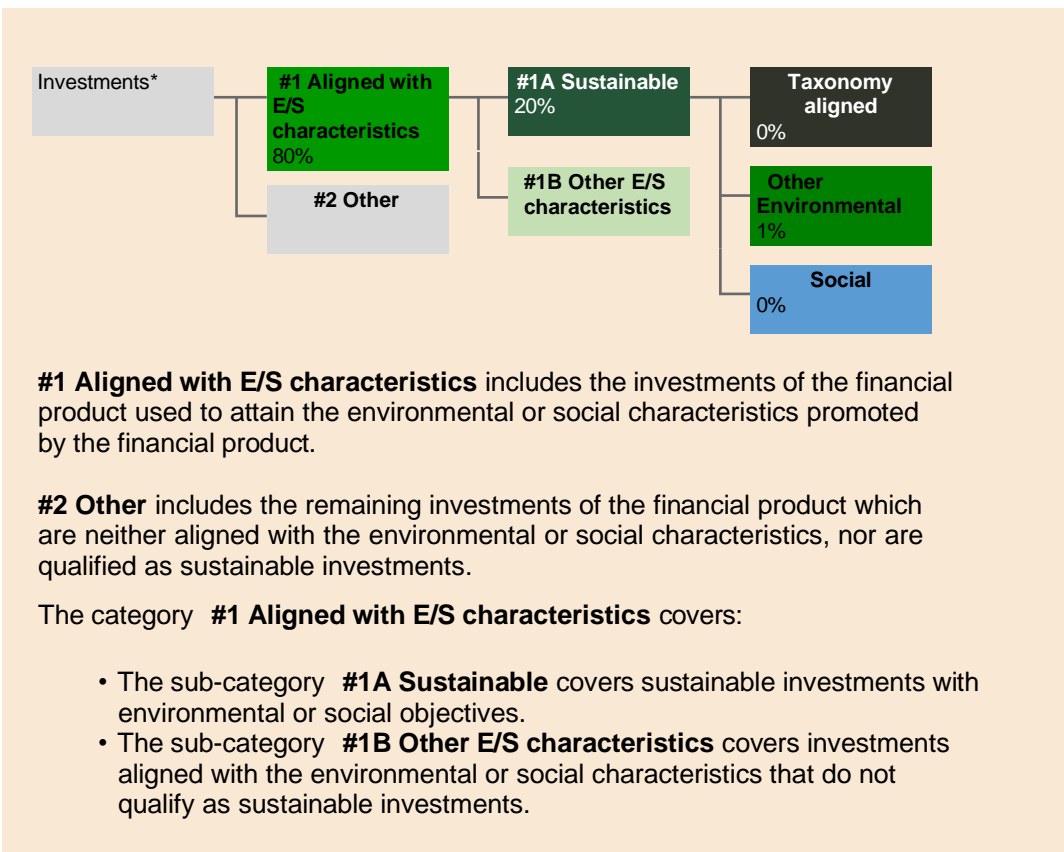 Investments*
#1 Aligned with
E/S
characteristics
80%
#2 Other
#1A Sustainable
20%
#1B Other E/S
characteristics
Taxonomy
aligned
0%
Other
Environmental
1%
Social
0%
#1 Aligned with E/S characteristics includes the investments of the financial
product used to attain the environmental or social characteristics promoted
by the financial product.
#2 Other includes the remaining investments of the financial product which
are neither aligned with the environmental or social characteristics, nor are
qualified as sustainable investments.
The category #1 Aligned with E/S characteristics covers:
• The sub-category #1A Sustainable covers sustainable investments with
environmental or social objectives.
• The sub-category #1B Other E/S characteristics covers investments
aligned with the environmental or social characteristics that do not
qualify as sustainable investments.